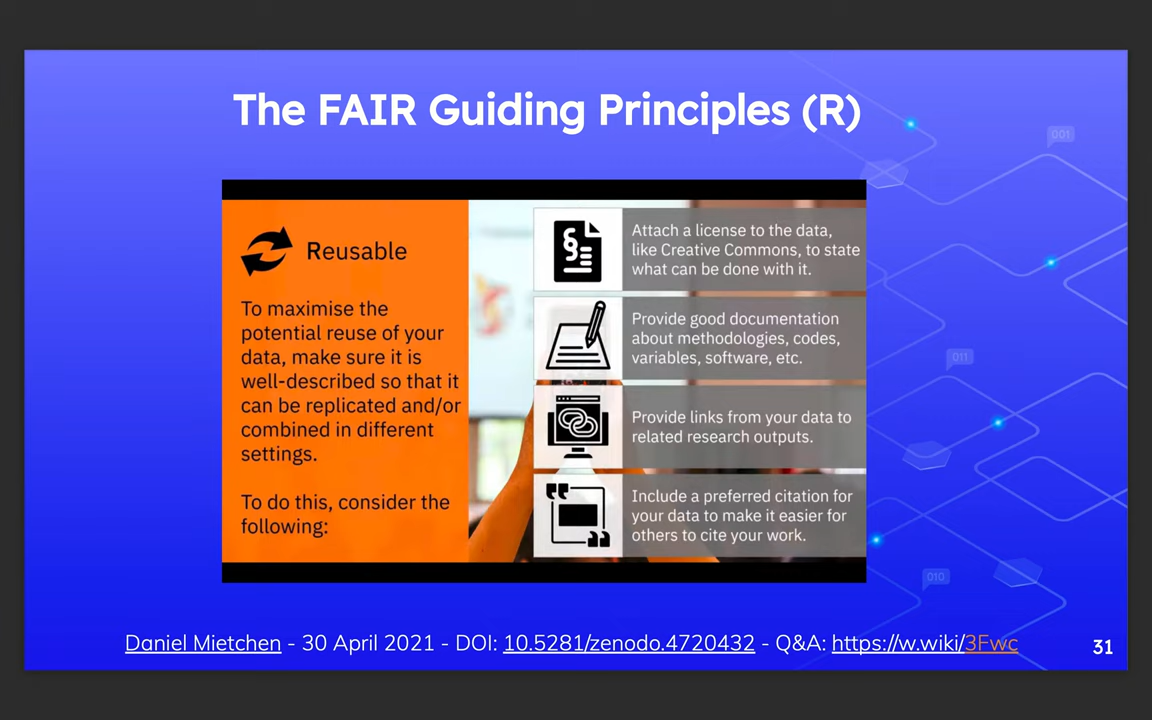 The FAIR Guiding Principles (R)
Reusable
To maximise the
potential reuse of your
data, make sure it is
well-described so that it
can be replicated and/or
combined in different
settings.
To do this, consider the
following:
Attach a license to the data,
like Creative Commons, to state
what can be done with it.
Provide good documentation
about methodologies, codes,
variables, software, etc.
Provide links from your data to
related research outputs.
Include a preferred citation for
your data to make it easier for
others to cite your work.
001
011
010
Daniel Mietchen - 30 April 2021 - DOI: 10.5281/zenodo.4720432 - Q&A: https://w.wiki/3Fwc
31